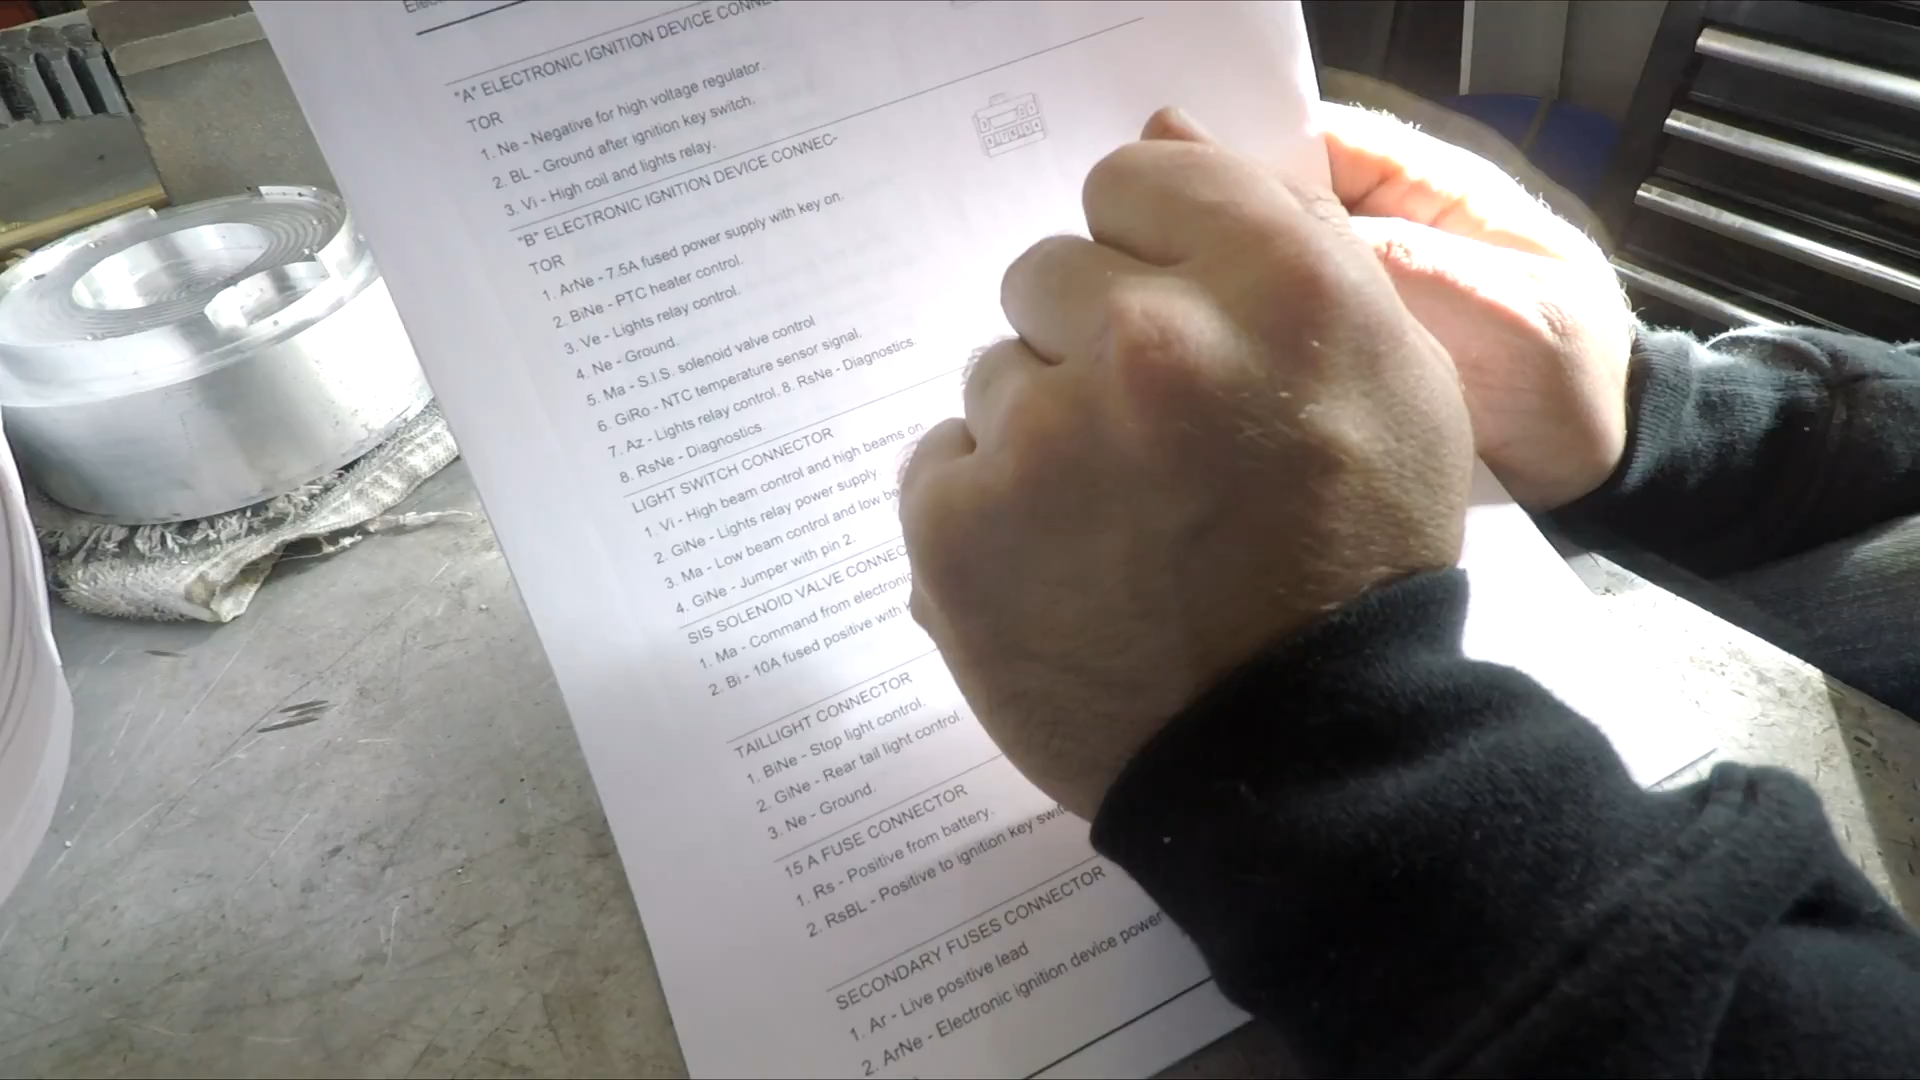 "A" ELECTRONIC IGNITION DEVICE
TOR
1. Ne - Negative for high voltage regulator.
2. BL - Ground after ignition key switch.
3. Vi - High coil and lights relay.
"B" ELECTRONIC IGNITION DEVICE CONNEC-
TOR
1. ArNe - 7.5A fused power supply with key on.
2. BiNe - PTC heater control.
3. Ve - Lights relay control.
4. Ne - Ground.
5. Ma - S.I.S. solenoid valve control
6. GiRo - NTC temperature sensor signal.
7. Az - Lights relay control, 8. RsNe - Diagnostics.
8. RsNe - Diagnostics.
LIGHT SWITCH CONNECTOR
1. Vi - High beam control and high beams on.
2. GiNe - Lights relay power supply.
3. Ma - Low beam control and low
4. GiNe - Jumper with pin 2.
SIS SOLENOID VALVE
1. Ma - Command from
2. Bi - 10A fused positive with
TAILLIGHT CONNECTOR
1. BiNe - Stop light control.
2. GiNe - Rear tail light control.
3. Ne - Ground.
15 A FUSE CONNECTOR
1. Rs - Positive from battery.
2. RsBL - Positive to ignition key
SECONDARY FUSES CONNECTOR
1. Ar - Live positive lead
2. ArNe - Electronic ignition device power